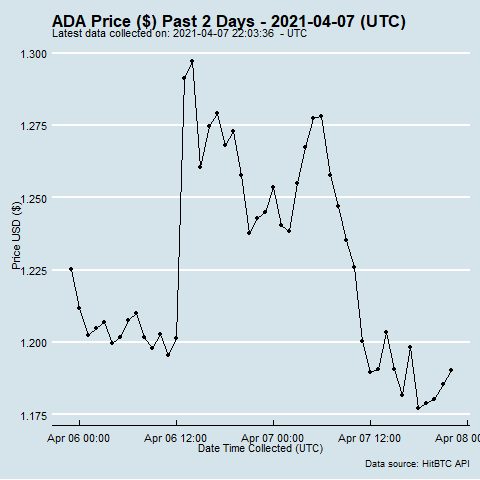 ADA Price ($) Past 2 Days - 2021-04-07 (UTC)
Latest data collected on: 2021-04-07 22:03:36 - UTC
1.300
1.275
1.250
1.225
1.200
1.175
Price USD ($)
Apr 06 00:00 Apr 06 12:00 Apr 07 00:00 Apr 07 12:00 Apr 08 0
Date Time Collected (UTC)
Data source: HitBTC API